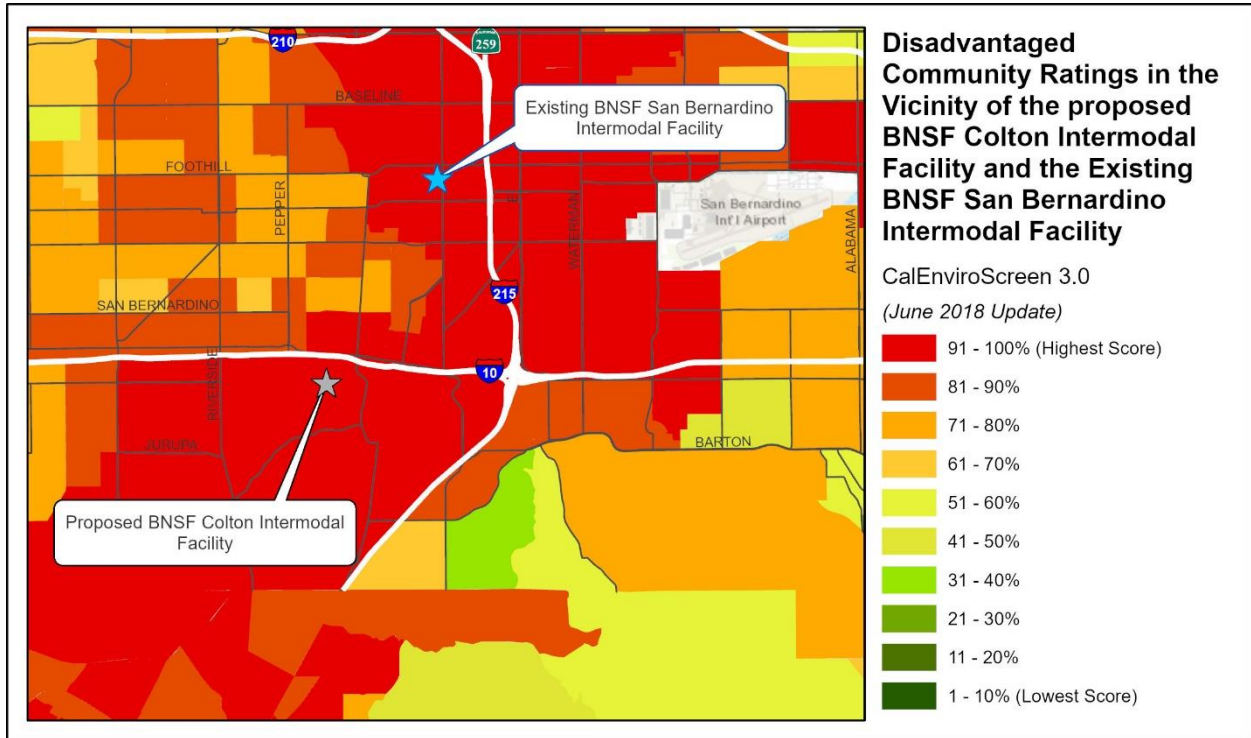 210
259
BASELINE
Existing BNSF San Bernardino
Intermodal Facility
FOOTHILL
PEPPER
E
WATERMAN
San Bernardino
Int'l Airport
ALABAMA
SAN BERNARDINO
215
RIVERSIDE
10
JURUPA
BARTON
Proposed BNSF Colton Intermodal
Facility
Disadvantaged
Community Ratings in the
Vicinity of the proposed
BNSF Colton Intermodal
Facility and the Existing
BNSF San Bernardino
Intermodal Facility
CalEnviroScreen 3.0
(June 2018 Update)
91 - 100% (Highest Score)
81 - 90%
71 - 80%
61 - 70%
51 - 60%
41 - 50%
31 - 40%
21 - 30%
11 - 20%
1 - 10% (Lowest Score)